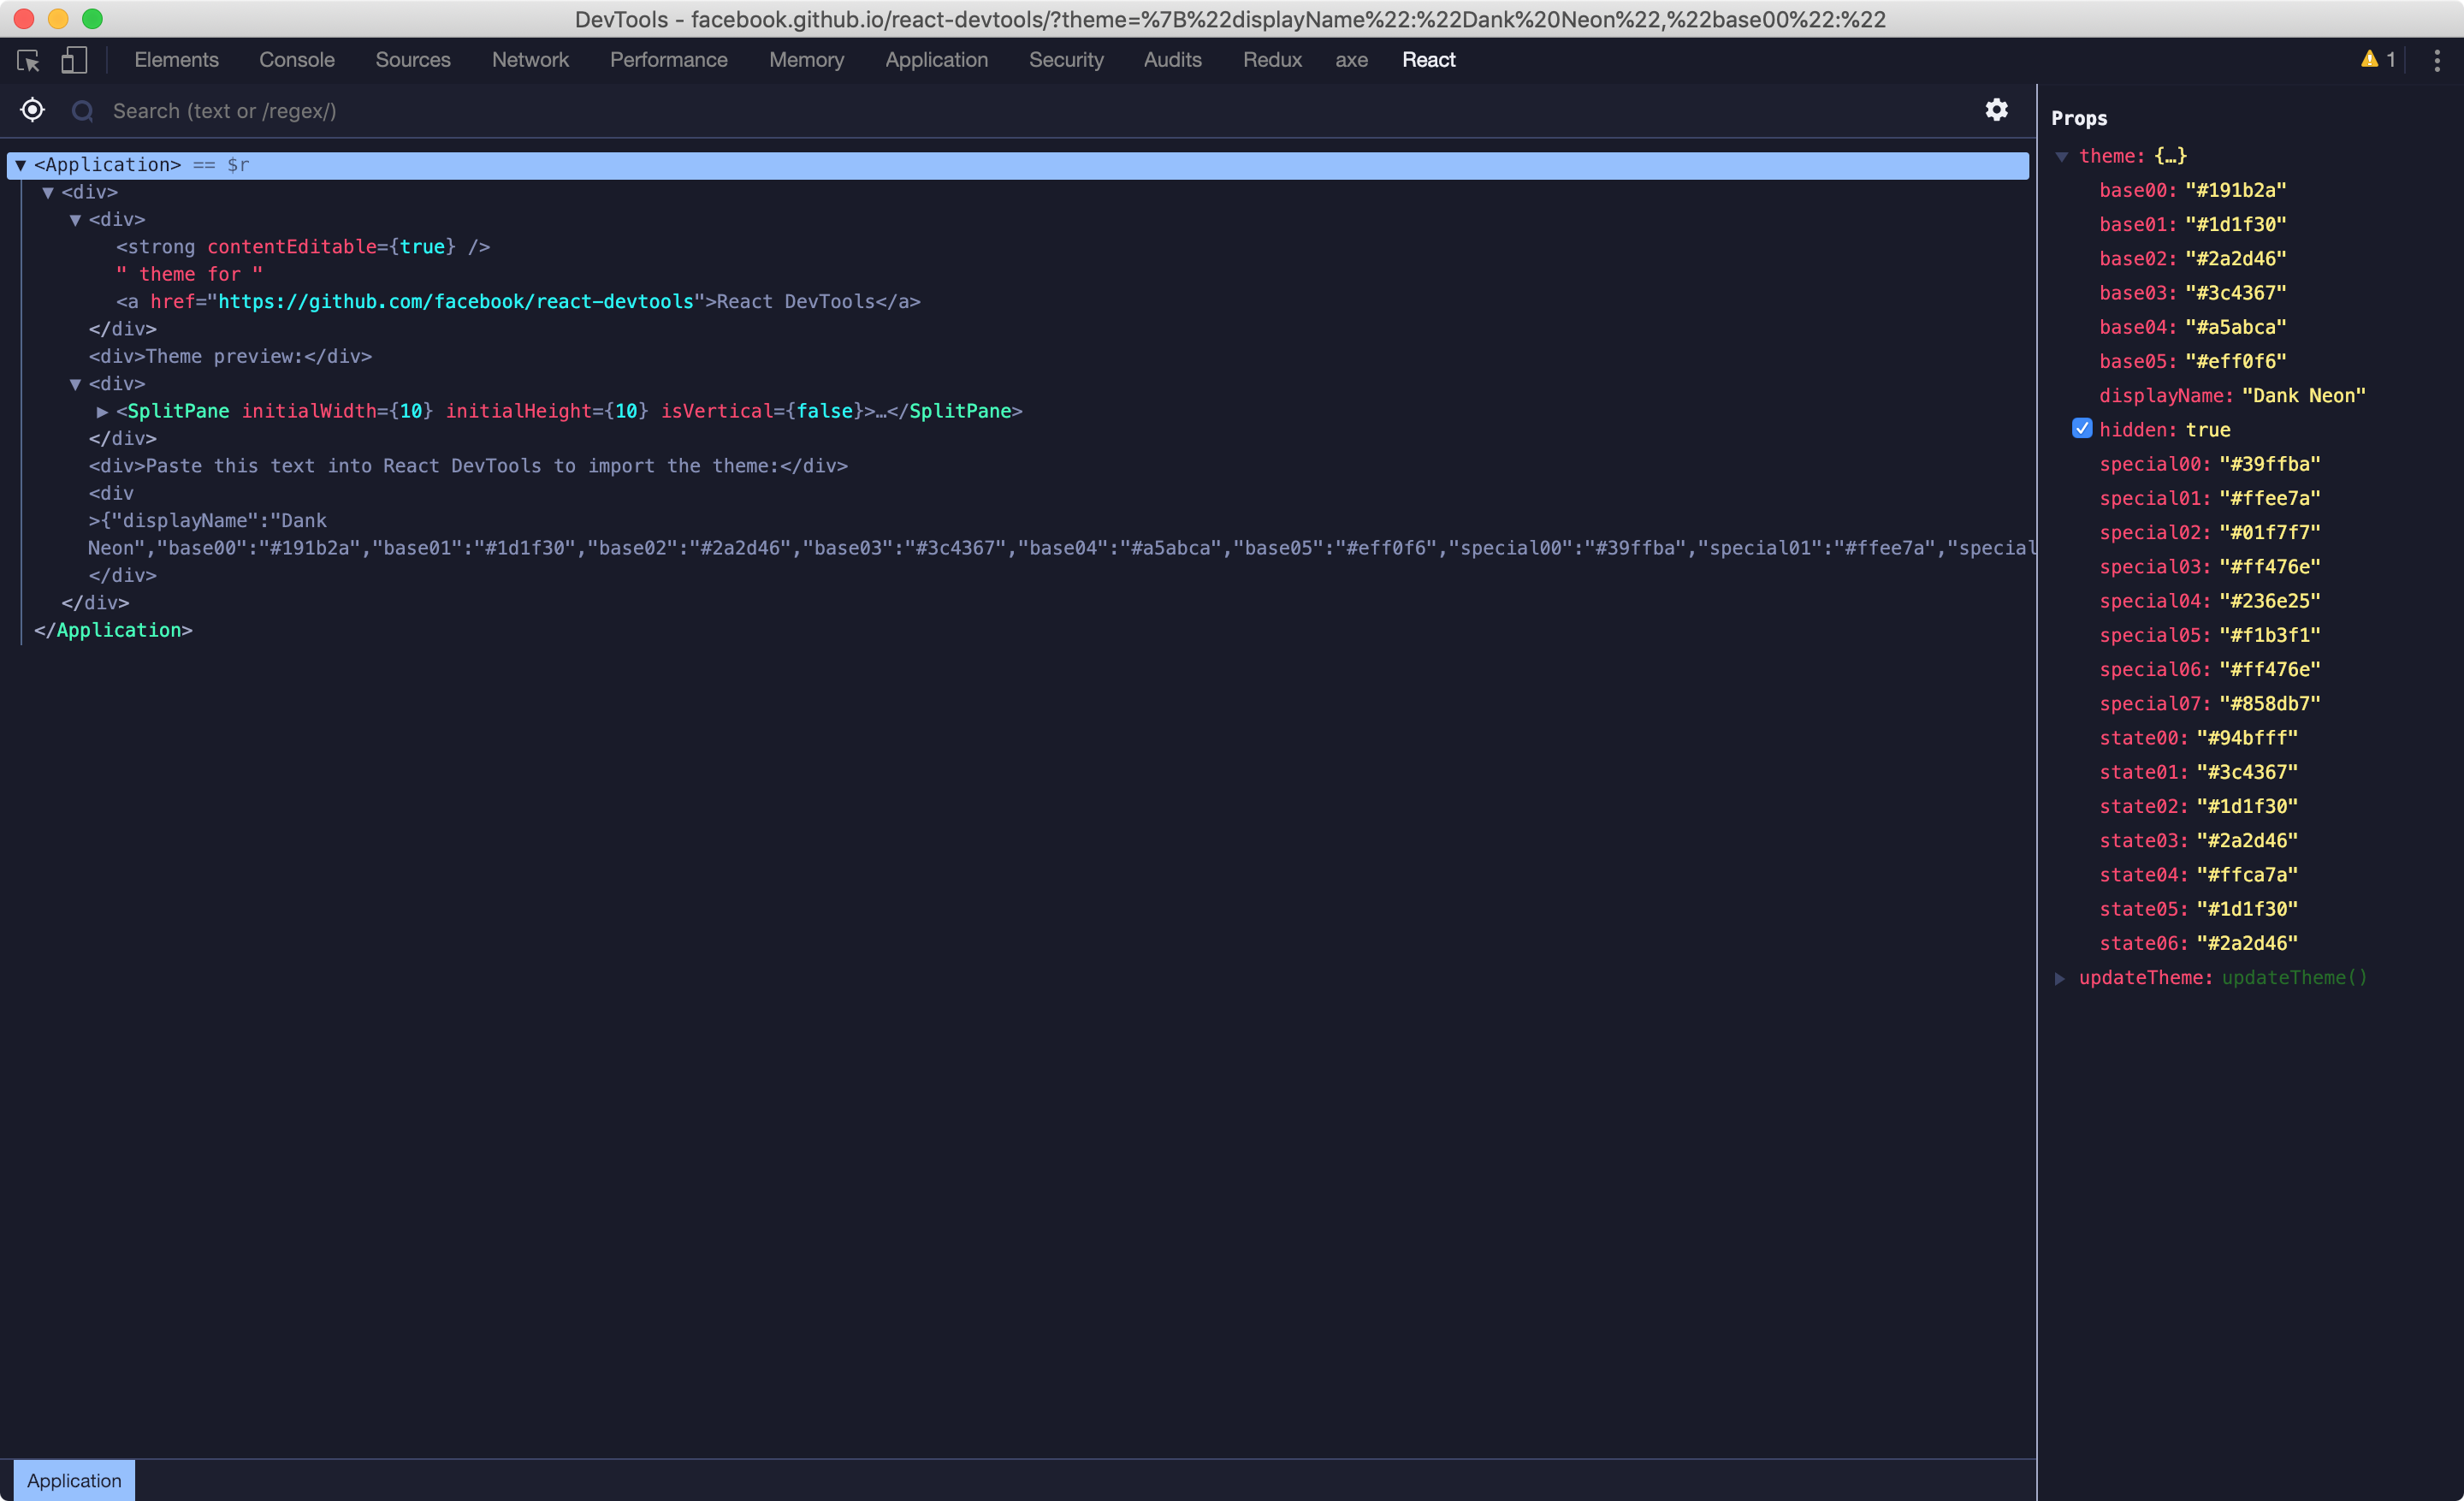 DevTools - facebook.github.io/react-devtools/?theme=%7B%22displayName%22:%22Dank%20Neon%22,%22base00%22:%22
Elements Console Sources Network Performance Memory Application Security Audits Redux axe React 1
Search (text or /regex/)
▼ <Application> == $r
▼ <div>
▼ <div>
<strong contentEditable={true} />
" theme for "
<a href="https://github.com/facebook/react-devtools">React DevTools</a>
</div>
<div>Theme preview:</div>
▼ <div>
▶ <SplitPane initialWidth={10} initialHeight={10} isVertical={false}>…</SplitPane>
</div>
<div>Paste this text into React DevTools to import the theme:</div>
<div
>{"displayName":"Dank
Neon","base00":"#191b2a","base01":"#1d1f30","base02":"#2a2d46","base03":"#3c4367","base04":"#a5abca","base05":"#eff0f6","special00":"#39ffba","special01":"#ffee7a","special
</div>
</div>
</Application>
Application
Props
theme: {…}
base00: "#191b2a"
base01: "#1d1f30"
base02: "#2a2d46"
base03: "#3c4367"
base04: "#a5abca"
base05: "#eff0f6"
displayName: "Dank Neon"
hidden: true
special00: "#39ffba"
special01: "#ffee7a"
special02: "#01f7f7"
special03: "#ff476e"
special04: "#236e25"
special05: "#f1b3f1"
special06: "#ff476e"
special07: "#858db7"
state00: "#94bfff"
state01: "#3c4367"
state02: "#1d1f30"
state03: "#2a2d46"
state04: "#ffca7a"
state05: "#1d1f30"
state06: "#2a2d46"
updateTheme: updateTheme()